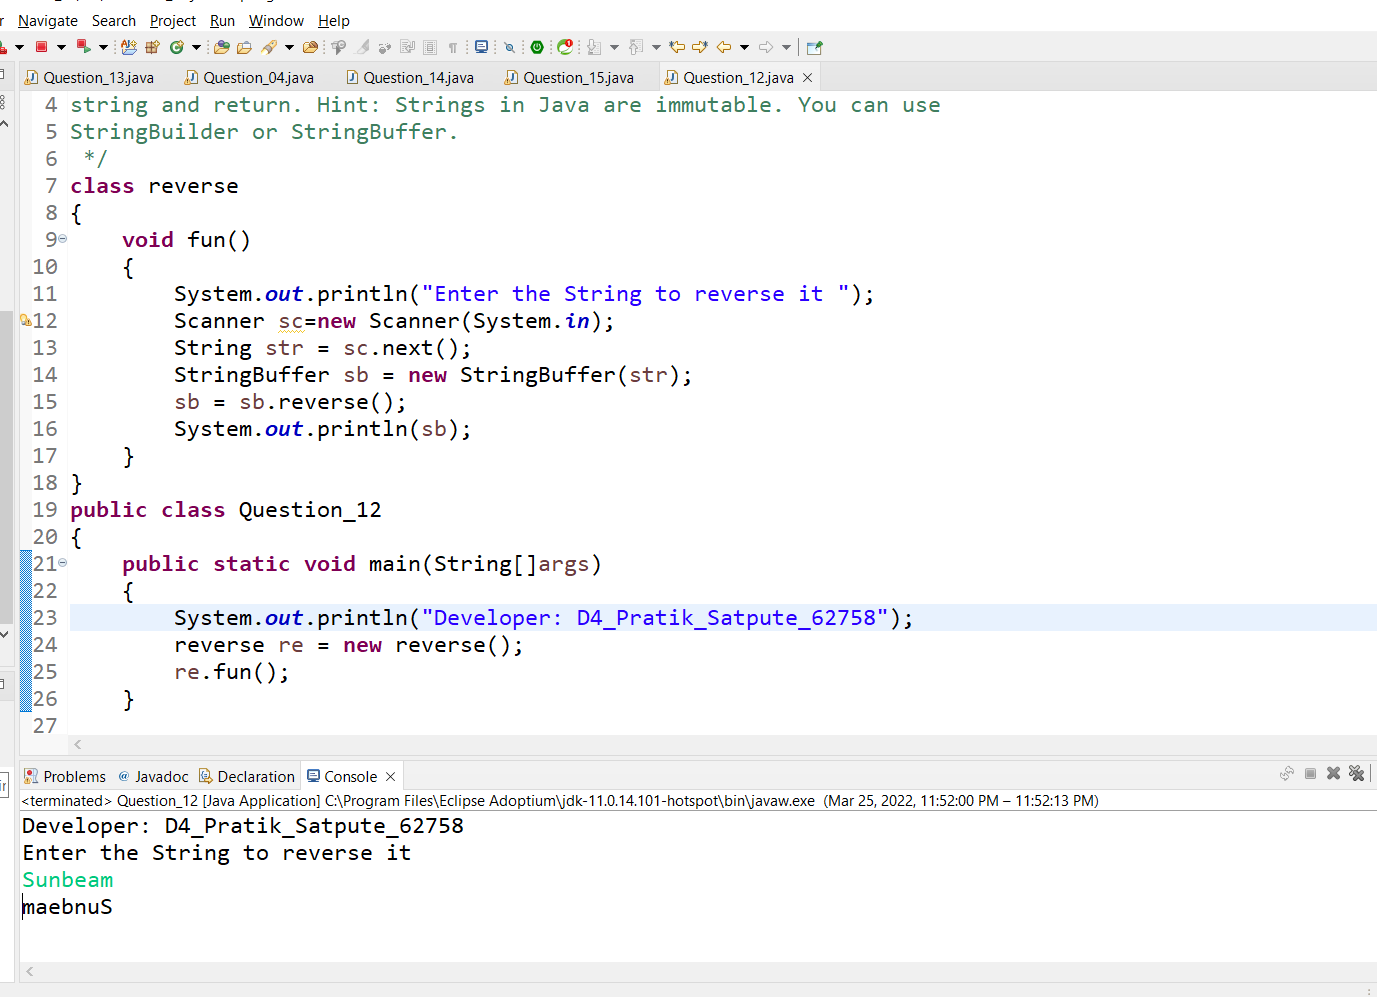 Navigate Search Project Run Window Help
Question_13.java Question_04.java Question_14.java Question_15.java Question_12.java
4 string and return. Hint: Strings in Java are immutable. You can use
5 StringBuilder or StringBuffer.
6 */
7 class reverse
8 {
9 void fun()
10 {
11 System.out.println("Enter the String to reverse it ");
12 Scanner sc=new Scanner(System.in);
13 String str = sc.next();
14 StringBuffer sb = new StringBuffer(str);
15 sb = sb.reverse();
16 System.out.println(sb);
17 }
18 }
19 public class Question_12
20 {
21 public static void main(String[]args)
22 {
23 System.out.println("Developer: D4_Pratik_Satpute_62758");
24 reverse re = new reverse();
25 re.fun();
26 }
27
Problems Javadoc Declaration Console
<terminated> Question_12 [Java Application] C:\Program Files\Eclipse Adoptium\jdk-11.0.14.101-hotspot\bin\javaw.exe (Mar 25, 2022, 11:52:00 PM – 11:52:13 PM)
Developer: D4_Pratik_Satpute_62758
Enter the String to reverse it
Sunbeam
maebnuS